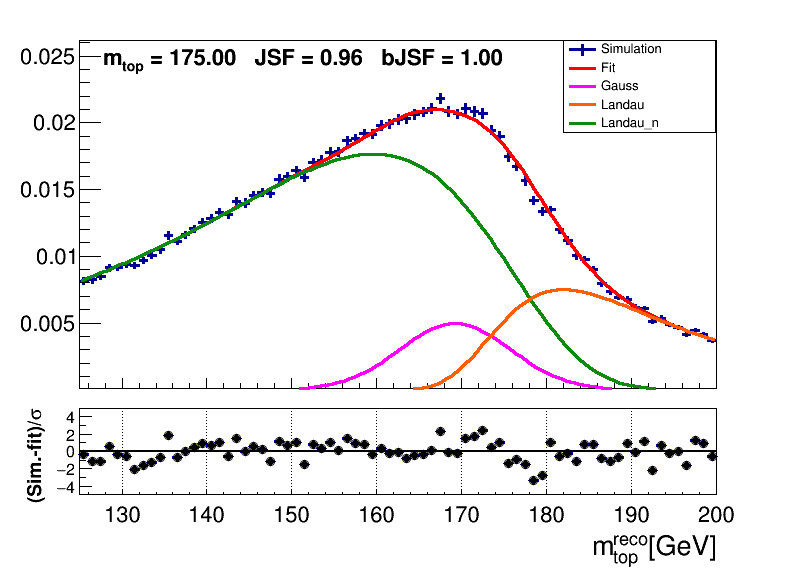 m_top = 175.00 JSF = 0.96 bJSF = 1.00
Simulation
Fit
Gauss
Landau
Landau_n
0.025
0.02
0.015
0.01
0.005
(Sim.-fit)/σ
4
2
0
−2
−4
130 140 150 160 170 180 190 200
m_top^reco[GeV]